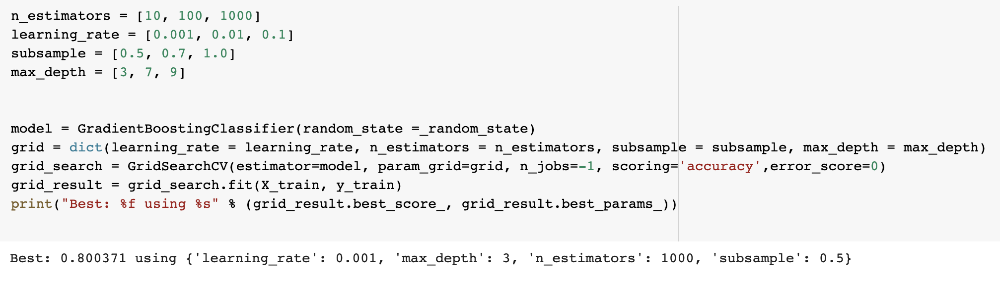 n_estimators = [10, 100, 1000]
learning_rate = [0.001, 0.01, 0.1]
subsample = [0.5, 0.7, 1.0]
max_depth = [3, 7, 9]
model = GradientBoostingClassifier(random_state =_random_state)
grid = dict(learning_rate = learning_rate, n_estimators = n_estimators, subsample = subsample, max_depth = max_depth)
grid_search = GridSearchCV(estimator=model, param_grid=grid, n_jobs=-1, scoring='accuracy',error_score=0)
grid_result = grid_search.fit(X_train, y_train)
print("Best: %f using %s" % (grid_result.best_score_, grid_result.best_params_))
Best: 0.800371 using {'learning_rate': 0.001, 'max_depth': 3, 'n_estimators': 1000, 'subsample': 0.5}